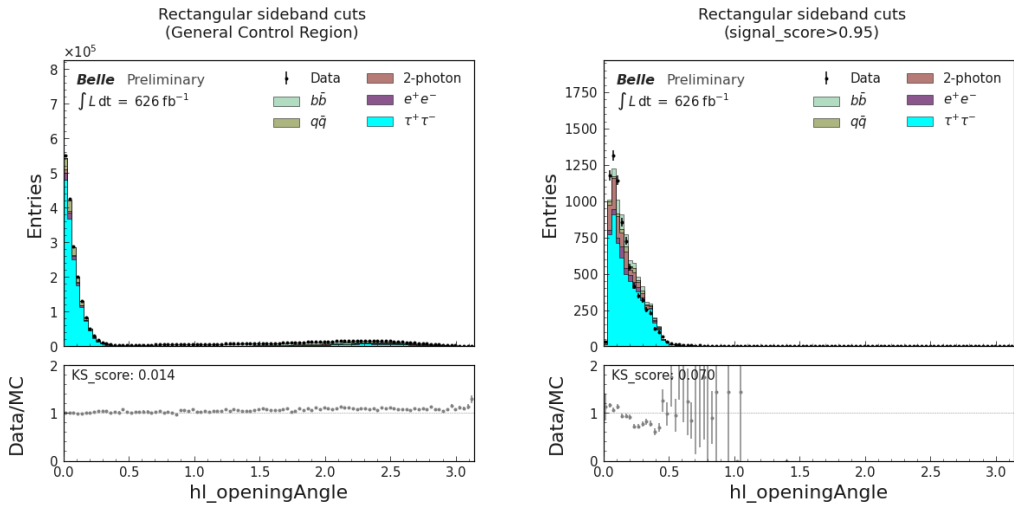 Rectangular sideband cuts
(General Control Region)
×10⁵
Belle Preliminary
∫ L dt = 626 fb⁻¹
Data
bb̄
qq̄
2-photon
e⁺e⁻
τ⁺τ⁻
Entries
8
7
6
5
4
3
2
1
0
KS_score: 0.014
Data/MC
2
1
0
0.0 0.5 1.0 1.5 2.0 2.5 3.0
hl_openingAngle
Rectangular sideband cuts
(signal_score>0.95)
Belle Preliminary
∫ L dt = 626 fb⁻¹
Data
bb̄
qq̄
2-photon
e⁺e⁻
τ⁺τ⁻
Entries
1750
1500
1250
1000
750
500
250
0
KS_score: 0.070
Data/MC
2
1
0
0.0 0.5 1.0 1.5 2.0 2.5 3.0
hl_openingAngle